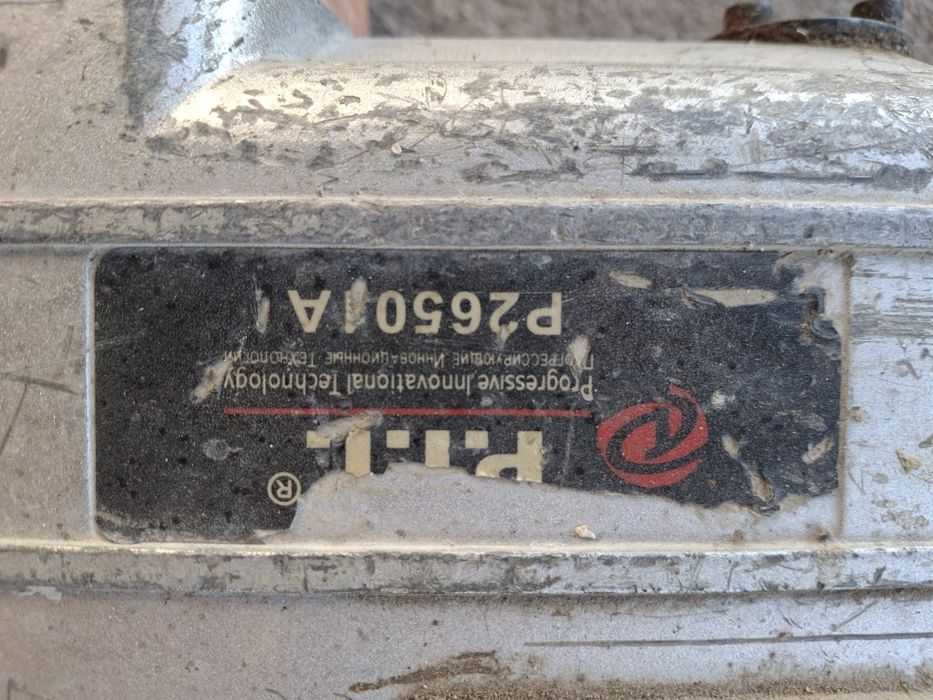 P.I.T. ®
Progressive Innovational Technology
Прогрессирующие Инновационные Технологии
P26501A